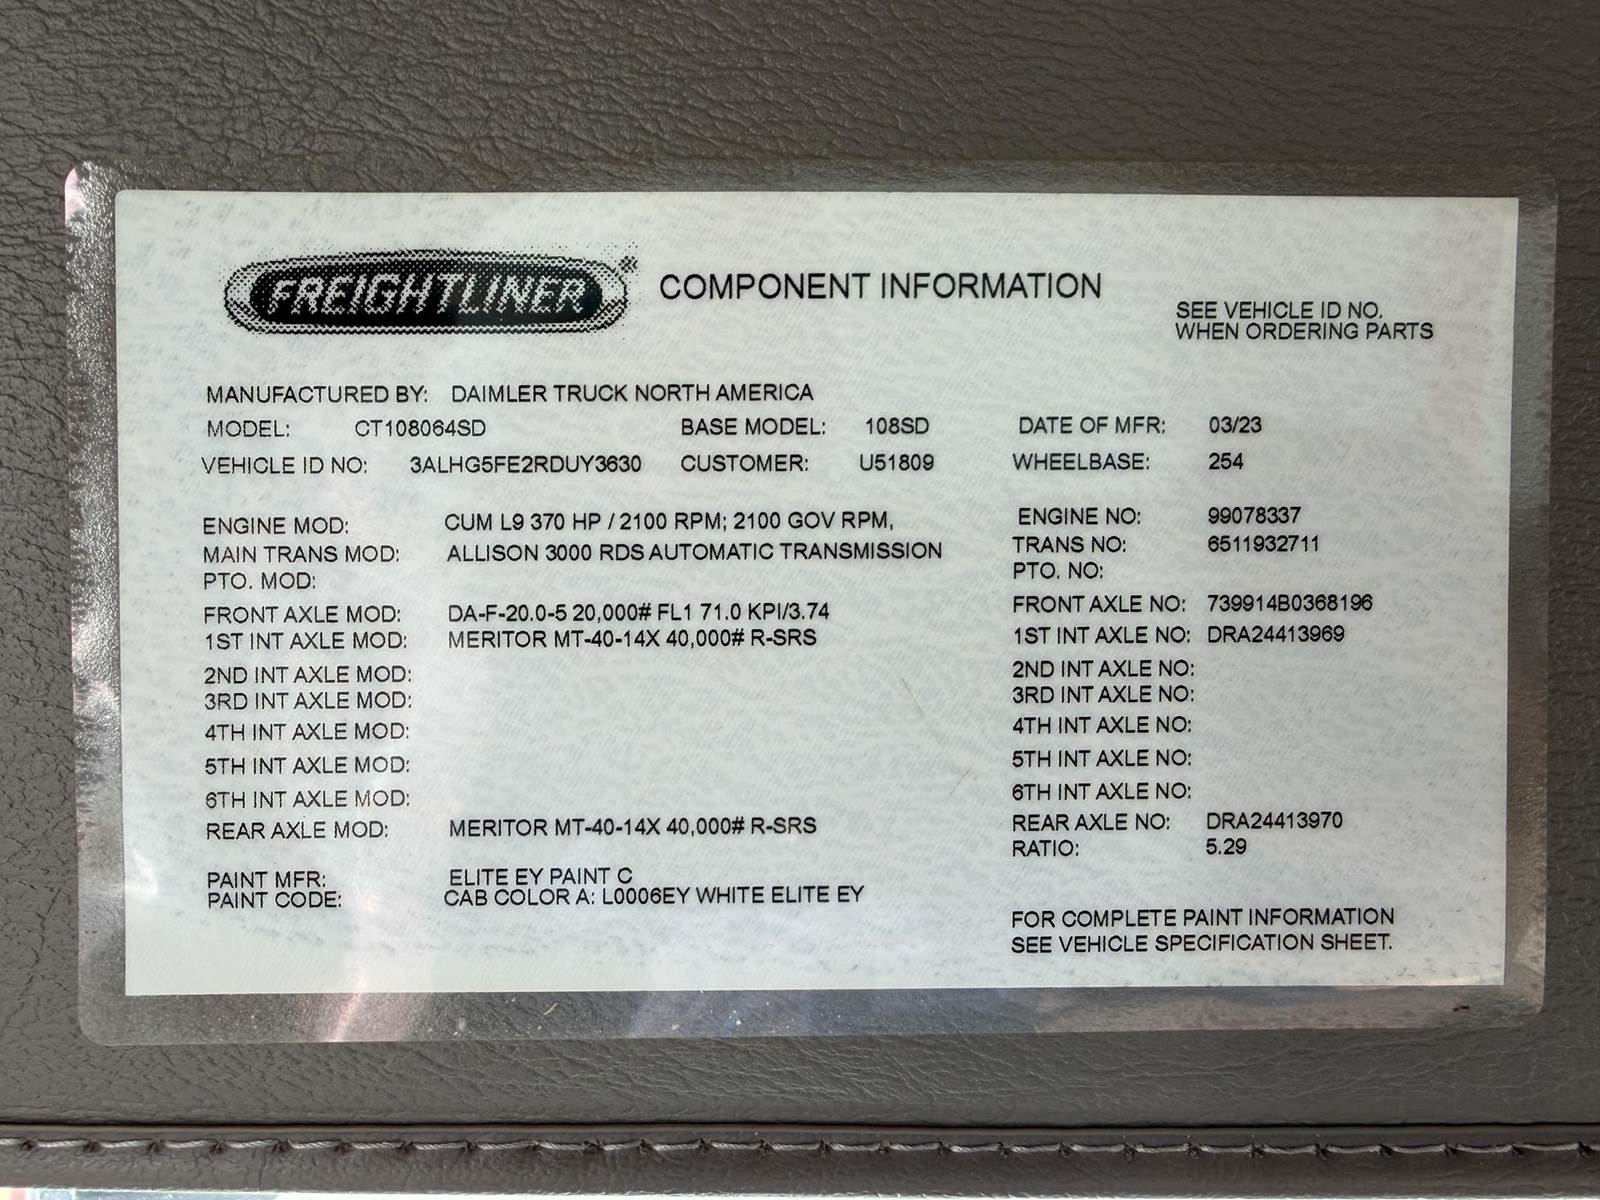 FREIGHTLINER® COMPONENT INFORMATION
SEE VEHICLE ID NO.
WHEN ORDERING PARTS
MANUFACTURED BY: DAIMLER TRUCK NORTH AMERICA
MODEL: CT108064SD BASE MODEL: 108SD DATE OF MFR: 03/23
VEHICLE ID NO: 3ALHG5FE2RDUY3630 CUSTOMER: U51809 WHEELBASE: 254
ENGINE MOD: CUM L9 370 HP / 2100 RPM; 2100 GOV RPM, ENGINE NO: 99078337
MAIN TRANS MOD: ALLISON 3000 RDS AUTOMATIC TRANSMISSION TRANS NO: 6511932711
PTO. MOD: PTO. NO:
FRONT AXLE MOD: DA-F-20.0-5 20,000# FL1 71.0 KPI/3.74 FRONT AXLE NO: 739914B0368196
1ST INT AXLE MOD: MERITOR MT-40-14X 40,000# R-SRS 1ST INT AXLE NO: DRA24413969
2ND INT AXLE MOD: 2ND INT AXLE NO:
3RD INT AXLE MOD: 3RD INT AXLE NO:
4TH INT AXLE MOD: 4TH INT AXLE NO:
5TH INT AXLE MOD: 5TH INT AXLE NO:
6TH INT AXLE MOD: 6TH INT AXLE NO:
REAR AXLE MOD: MERITOR MT-40-14X 40,000# R-SRS REAR AXLE NO: DRA24413970
RATIO: 5.29
PAINT MFR: ELITE EY PAINT C
PAINT CODE: CAB COLOR A: L0006EY WHITE ELITE EY
FOR COMPLETE PAINT INFORMATION
SEE VEHICLE SPECIFICATION SHEET.